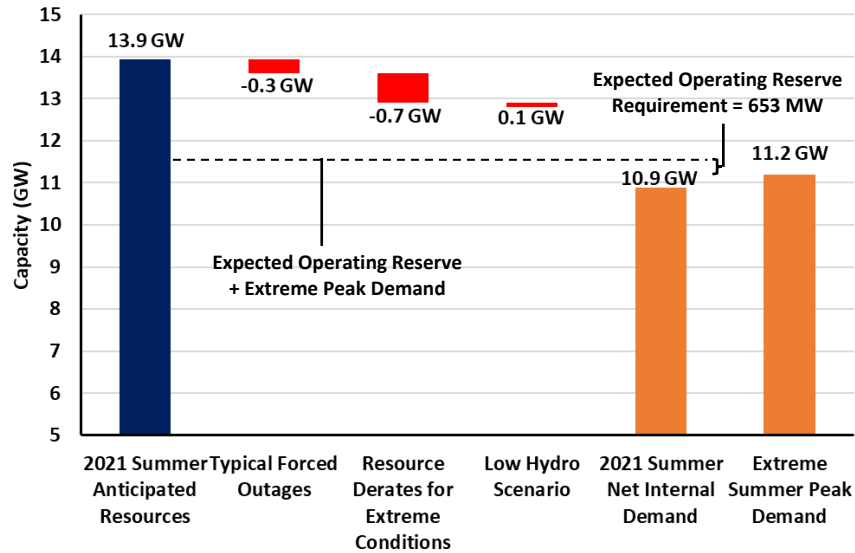 15
14
13
12
11
10
9
8
7
6
5
Capacity (GW)
13.9 GW
-0.3 GW
-0.7 GW
0.1 GW
Expected Operating Reserve
Requirement = 653 MW
10.9 GW
11.2 GW
Expected Operating Reserve
+ Extreme Peak Demand
2021 Summer
Anticipated
Resources
Typical Forced
Outages
Resource
Derates for
Extreme
Conditions
Low Hydro
Scenario
2021 Summer
Net Internal
Demand
Extreme
Summer Peak
Demand